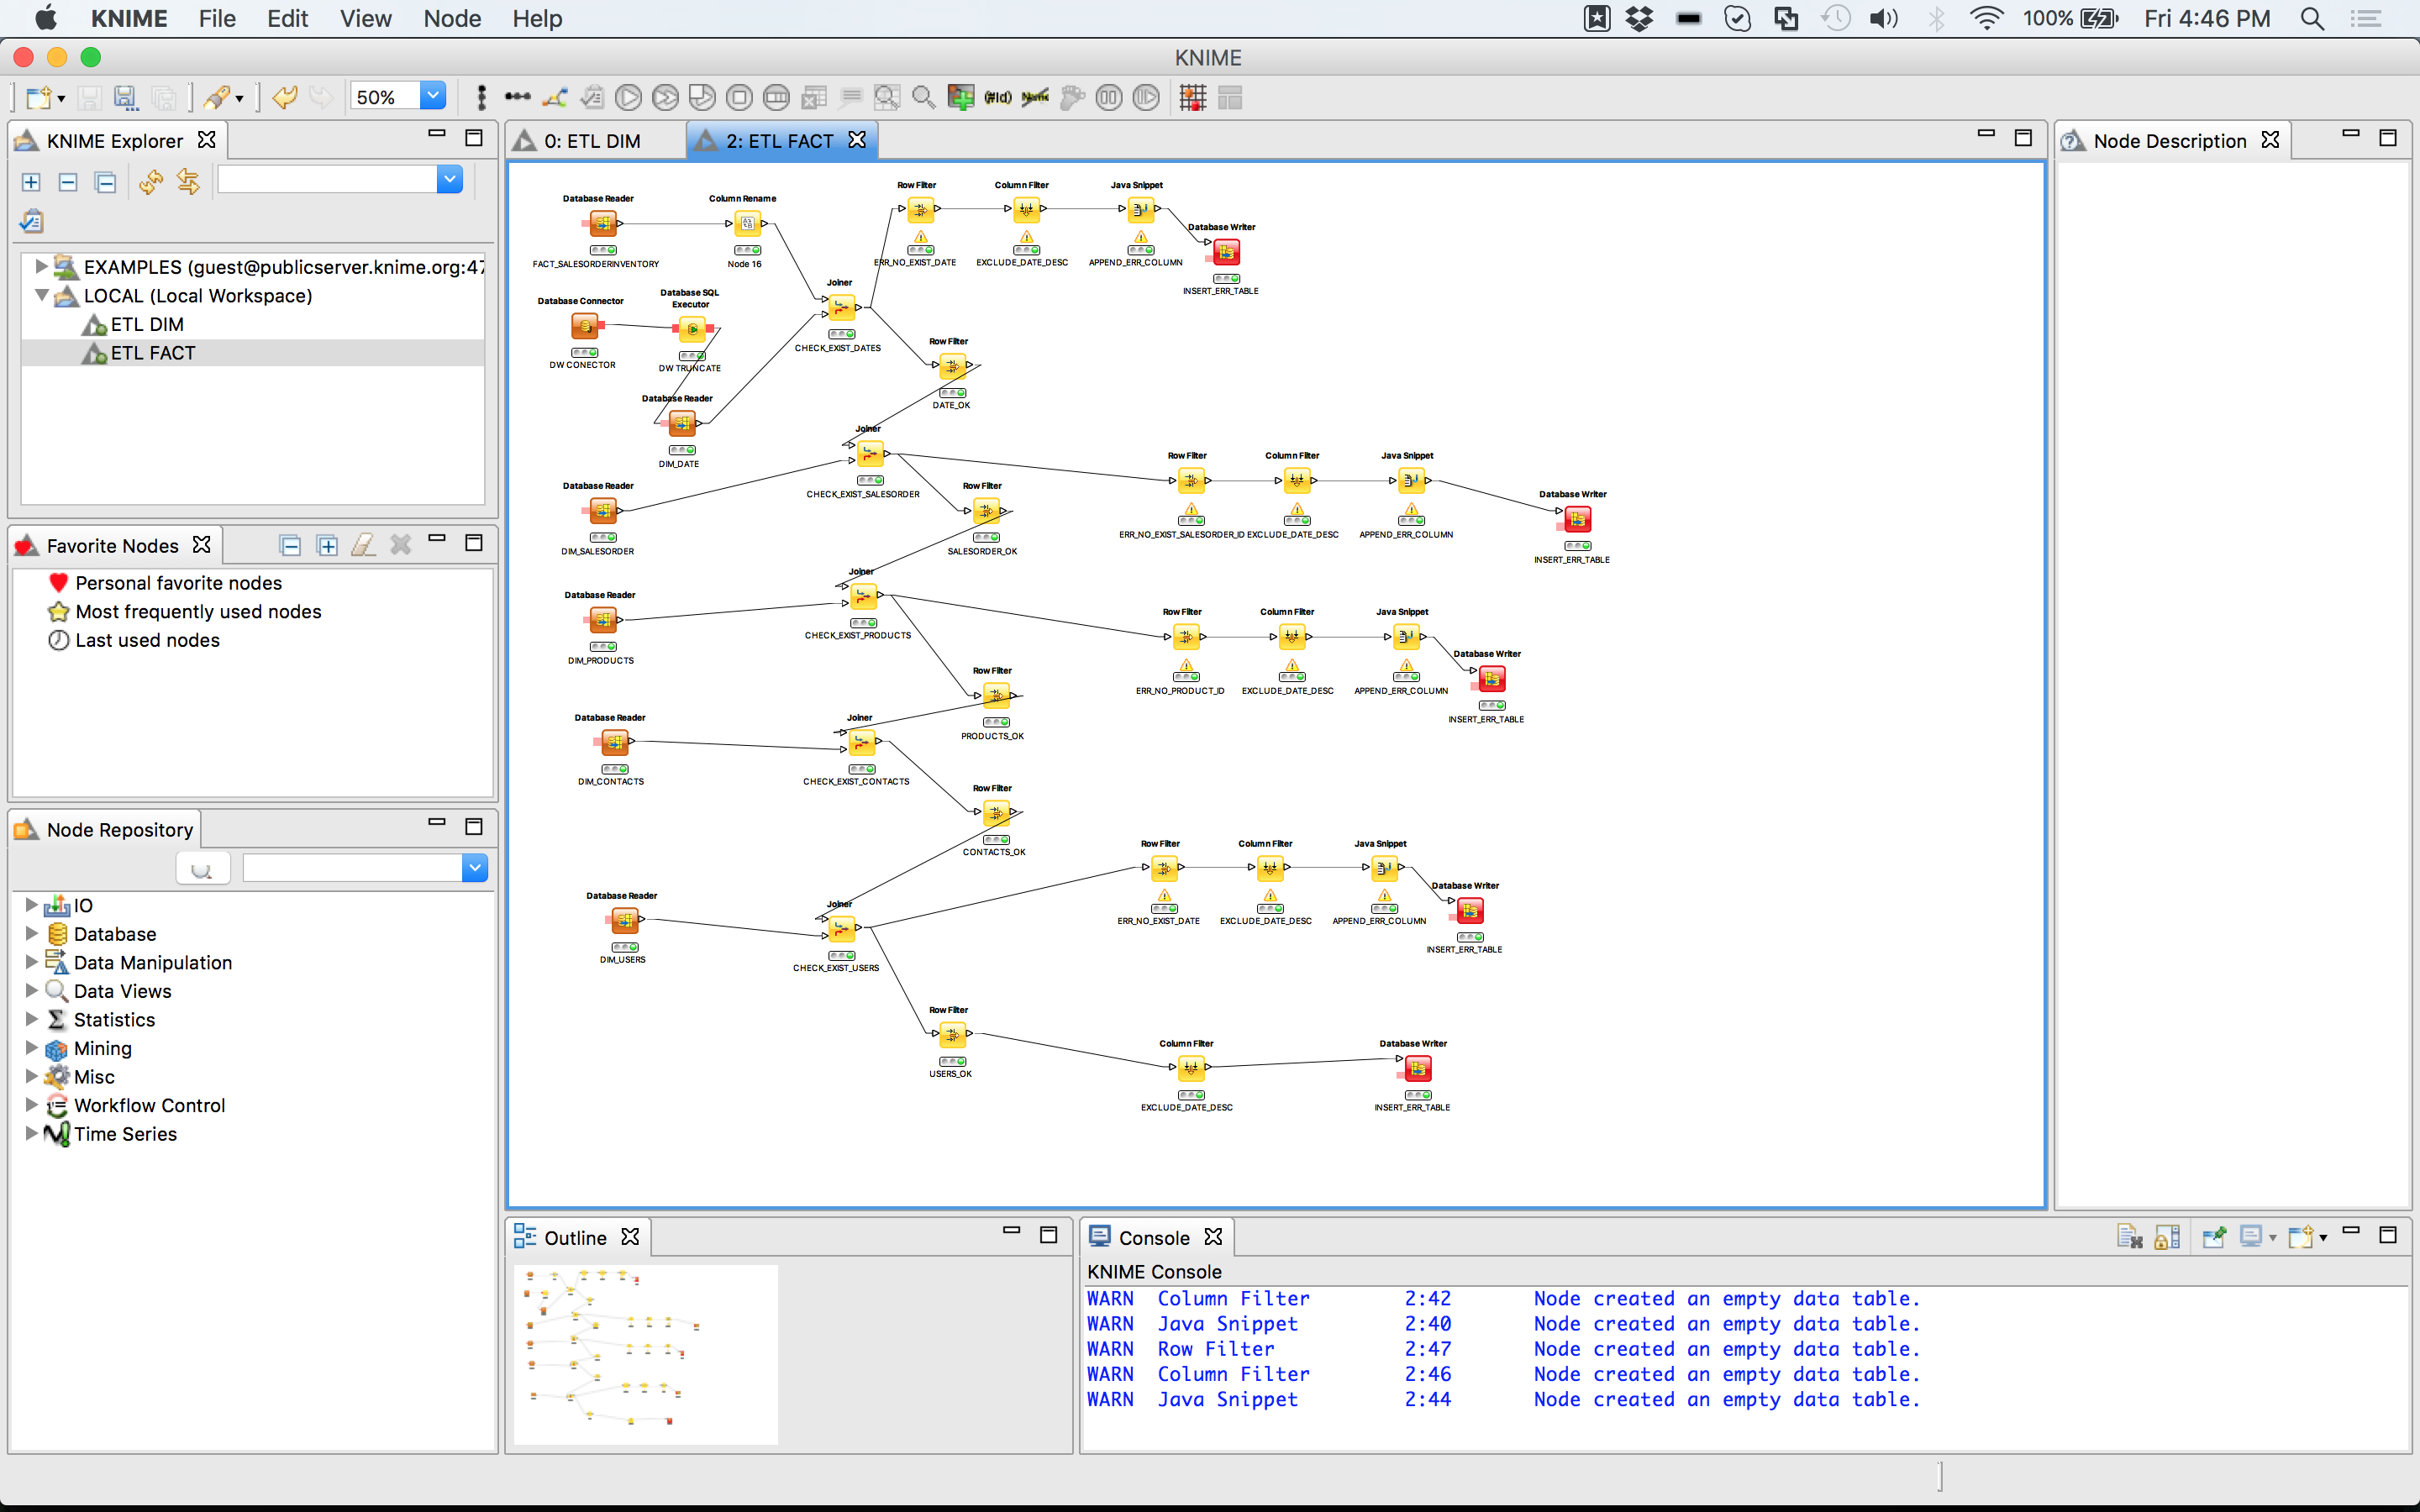 KNIME File Edit View Node Help 100% Fri 4:46 PM
KNIME
50% (#Id) Name
KNIME Explorer
EXAMPLES (guest@publicserver.knime.org:47
LOCAL (Local Workspace)
ETL DIM
ETL FACT
Favorite Nodes
Personal favorite nodes
Most frequently used nodes
Last used nodes
Node Repository
IO
Database
Data Manipulation
Data Views
Statistics
Mining
Misc
Workflow Control
Time Series
0: ETL DIM
2: ETL FACT
Database Reader
FACT_SALESORDERINVENTORY
Column Rename
Node 16
Row Filter
ERR_NO_EXIST_DATE
Column Filter
EXCLUDE_DATE_DESC
Java Snippet
APPEND_ERR_COLUMN
Database Writer
INSERT_ERR_TABLE
Database Connector
DW CONECTOR
Database SQL
Executor
DW TRUNCATE
Joiner
CHECK_EXIST_DATES
Row Filter
DATE_OK
Database Reader
DIM_DATE
Joiner
CHECK_EXIST_SALESORDER
Database Reader
DIM_SALESORDER
Row Filter
SALESORDER_OK
Row Filter
ERR_NO_EXIST_SALESORDER_ID
Column Filter
EXCLUDE_DATE_DESC
Java Snippet
APPEND_ERR_COLUMN
Database Writer
INSERT_ERR_TABLE
Joiner
CHECK_EXIST_PRODUCTS
Database Reader
DIM_PRODUCTS
Row Filter
ERR_NO_PRODUCT_ID
Column Filter
EXCLUDE_DATE_DESC
Java Snippet
APPEND_ERR_COLUMN
Database Writer
INSERT_ERR_TABLE
Row Filter
PRODUCTS_OK
Database Reader
DIM_CONTACTS
Joiner
CHECK_EXIST_CONTACTS
Row Filter
CONTACTS_OK
Database Reader
DIM_USERS
Joiner
CHECK_EXIST_USERS
Row Filter
ERR_NO_EXIST_DATE
Column Filter
EXCLUDE_DATE_DESC
Java Snippet
APPEND_ERR_COLUMN
Database Writer
INSERT_ERR_TABLE
Row Filter
USERS_OK
Column Filter
EXCLUDE_DATE_DESC
Database Writer
INSERT_ERR_TABLE
Node Description
Outline
Console
KNIME Console
WARN Column Filter 2:42 Node created an empty data table.
WARN Java Snippet 2:40 Node created an empty data table.
WARN Row Filter 2:47 Node created an empty data table.
WARN Column Filter 2:46 Node created an empty data table.
WARN Java Snippet 2:44 Node created an empty data table.